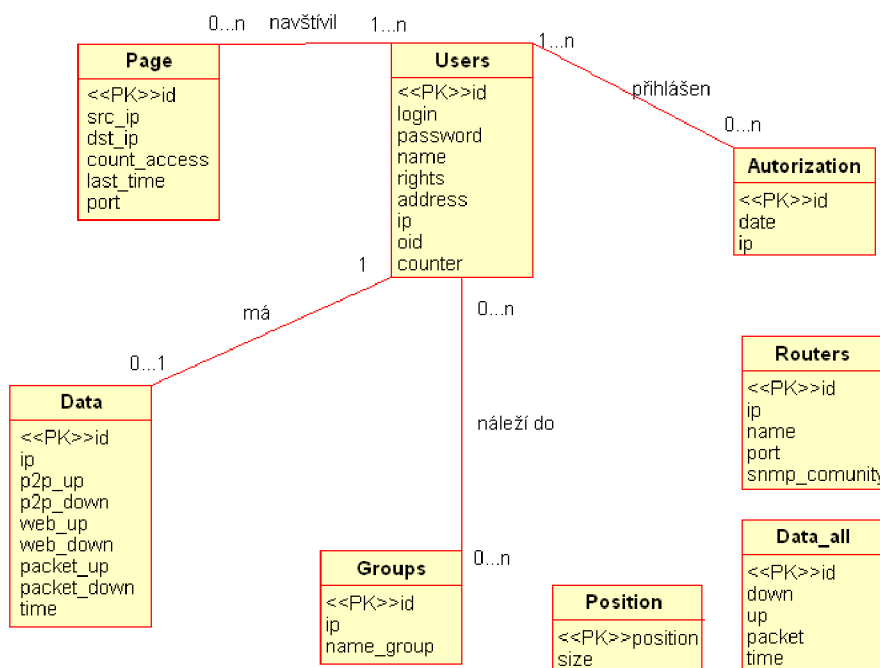 0...n
navštívil
1...n
Page
<<PK>>id
src_ip
dst_ip
count_access
last_time
port
Users
<<PK>>id
login
password
name
rights
address
ip
oid
counter
1...n
přihlášen
0...n
Autorization
<<PK>>id
date
ip
1
má
0...1
Data
<<PK>>id
ip
p2p_up
p2p_down
web_up
web_down
packet_up
packet_down
time
0...n
náleží do
0...n
Groups
<<PK>>id
ip
name_group
Routers
<<PK>>id
ip
name
port
snmp_comunity
Data_all
<<PK>>id
down
up
packet
time
Position
<<PK>>position
size